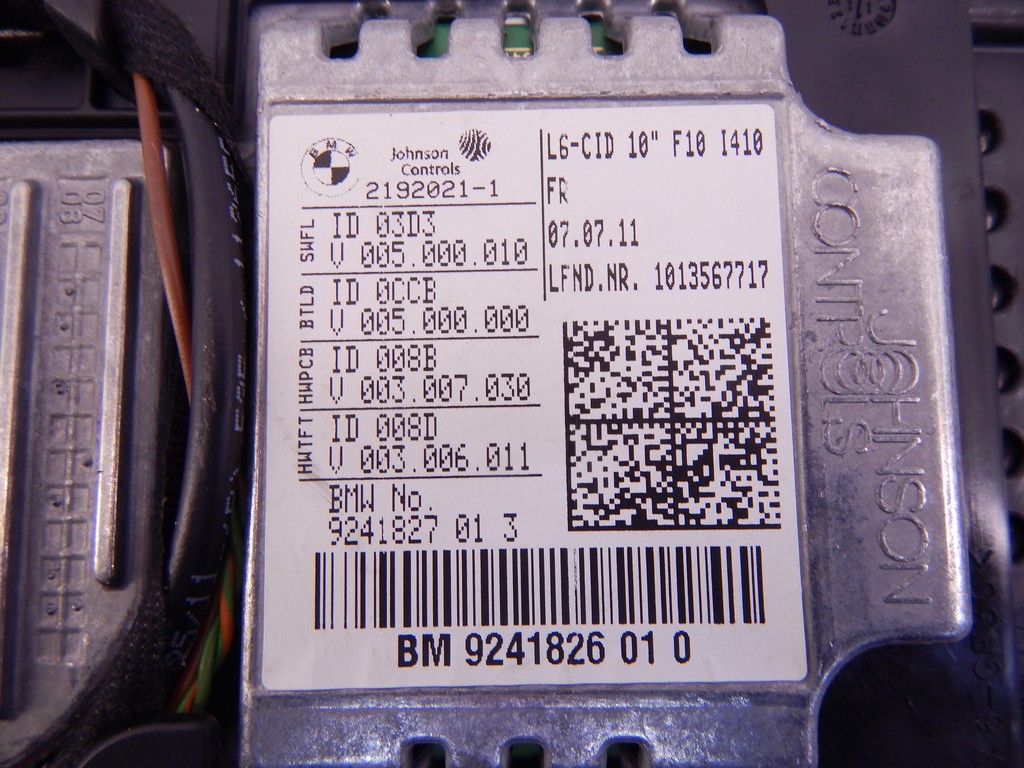 BMW
Johnson
Controls
2192021-1
SWFL
ID 03D3
V 005.000.010
BTLD
ID 0CCB
V 005.000.000
HWPCB
ID 008B
V 003.007.030
HWTFT
ID 008D
V 003.006.011
BMW No.
9241827 01 3
L6-CID 10" F10 I410
FR
07.07.11
LFND.NR. 1013567717
BM 9241826 01 0
JOHNSON
CONTROLS